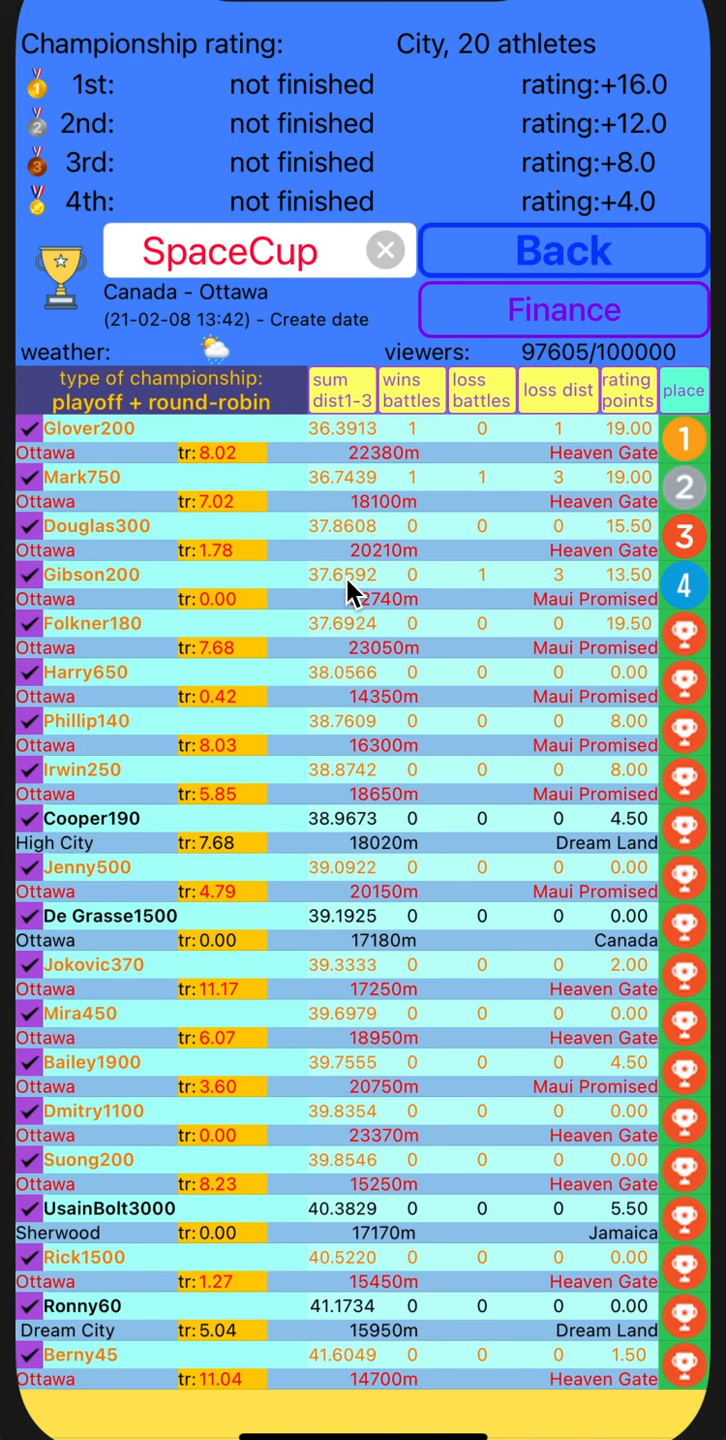 Championship rating: City, 20 athletes
1st: not finished rating:+16.0
2nd: not finished rating:+12.0
3rd: not finished rating:+8.0
4th: not finished rating:+4.0
SpaceCup Back
Canada - Ottawa
(21-02-08 13:42) - Create date
Finance
weather: viewers: 97605/100000
type of championship: playoff + round-robin sum dist1-3 wins battles loss battles loss dist rating points place
Glover200 36.3913 1 0 1 19.00 1
Ottawa tr: 8.02 22380m Heaven Gate
Mark750 36.7439 1 1 3 19.00 2
Ottawa tr: 7.02 18100m Heaven Gate
Douglas300 37.8608 0 0 0 15.50 3
Ottawa tr: 1.78 20210m Heaven Gate
Gibson200 37.6592 0 1 3 13.50 4
Ottawa tr: 0.00 2740m Maui Promised
Folkner180 37.6924 0 0 0 19.50
Ottawa tr: 7.68 23050m Maui Promised
Harry650 38.0566 0 0 0 0.00
Ottawa tr: 0.42 14350m Maui Promised
Phillip140 38.7609 0 0 0 8.00
Ottawa tr: 8.03 16300m Maui Promised
Irwin250 38.8742 0 0 0 8.00
Ottawa tr: 5.85 18650m Maui Promised
Cooper190 38.9673 0 0 0 4.50
High City tr: 7.68 18020m Dream Land
Jenny500 39.0922 0 0 0 0.00
Ottawa tr: 4.79 20150m Maui Promised
De Grasse1500 39.1925 0 0 0 0.00
Ottawa tr: 0.00 17180m Canada
Jokovic370 39.3333 0 0 0 2.00
Ottawa tr: 11.17 17250m Heaven Gate
Mira450 39.6979 0 0 0 0.00
Ottawa tr: 6.07 18950m Heaven Gate
Bailey1900 39.7555 0 0 0 4.50
Ottawa tr: 3.60 20750m Maui Promised
Dmitry1100 39.8354 0 0 0 0.00
Ottawa tr: 0.00 23370m Heaven Gate
Suong200 39.8546 0 0 0 0.00
Ottawa tr: 8.23 15250m Heaven Gate
UsainBolt3000 40.3829 0 0 0 5.50
Sherwood tr: 0.00 17170m Jamaica
Rick1500 40.5220 0 0 0 0.00
Ottawa tr: 1.27 15450m Heaven Gate
Ronny60 41.1734 0 0 0 0.00
Dream City tr: 5.04 15950m Dream Land
Berny45 41.6049 0 0 0 1.50
Ottawa tr: 11.04 14700m Heaven Gate